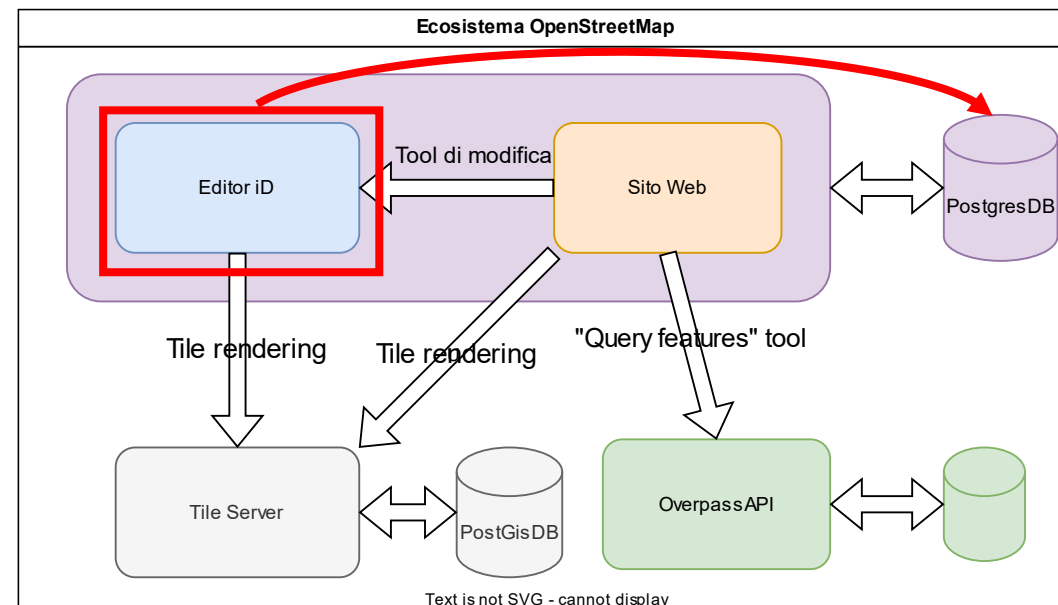 Ecosistema OpenStreetMap
Tool di modifica
Editor iD
Sito Web
PostgresDB
Tile rendering
Tile rendering
"Query features" tool
Tile Server
PostGisDB
OverpassAPI
Text is not SVG - cannot display